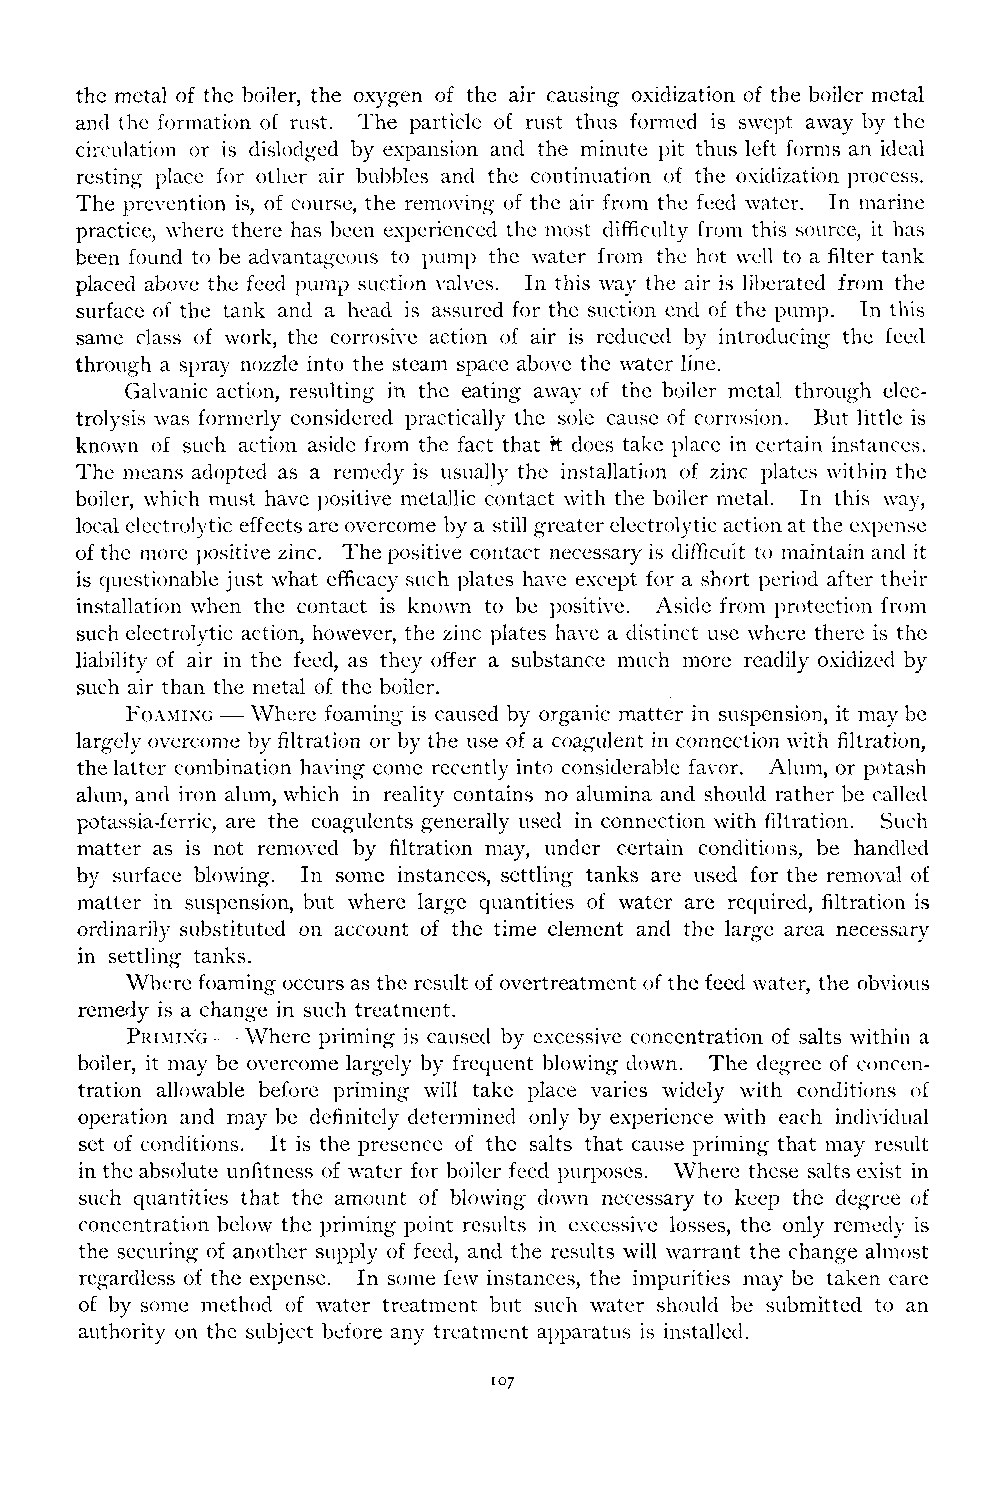 the metal of the boiler, the oxygen of the air causing oxidization of the boiler metal
and the formation of rust. The particle of rust thus formed is swept away by the
circulation or is dislodged by expansion and the minute pit thus left forms an ideal
resting place for other air bubbles and the continuation of the oxidization process.
The prevention is, of course, the removing of the air from the feed water. In marine
practice, where there has been experienced the most difficulty from this source, it has
been found to be advantageous to pump the water from the hot well to a filter tank
placed above the feed pump suction valves. In this way the air is liberated from the
surface of the tank and a head is assured for the suction end of the pump. In this
same class of work, the corrosive action of air is reduced by introducing the feed
through a spray nozzle into the steam space above the water line.
Galvanic action, resulting in the eating away of the boiler metal through elec-
trolysis was formerly considered practically the sole cause of corrosion. But little is
known of such action aside from the fact that it does take place in certain instances.
The means adopted as a remedy is usually the installation of zinc plates within the
boiler, which must have positive metallic contact with the boiler metal. In this way,
local electrolytic effects are overcome by a still greater electrolytic action at the expense
of the more positive zinc. The positive contact necessary is difficult to maintain and it
is questionable just what efficacy such plates have except for a short period after their
installation when the contact is known to be positive. Aside from protection from
such electrolytic action, however, the zinc plates have a distinct use where there is the
liability of air in the feed, as they offer a substance much more readily oxidized by
such air than the metal of the boiler.
FOAMING — Where foaming is caused by organic matter in suspension, it may be
largely overcome by filtration or by the use of a coagulent in connection with filtration,
the latter combination having come recently into considerable favor. Alum, or potash
alum, and iron alum, which in reality contains no alumina and should rather be called
potassia-ferric, are the coagulents generally used in connection with filtration. Such
matter as is not removed by filtration may, under certain conditions, be handled
by surface blowing. In some instances, settling tanks are used for the removal of
matter in suspension, but where large quantities of water are required, filtration is
ordinarily substituted on account of the time element and the large area necessary
in settling tanks.
Where foaming occurs as the result of overtreatment of the feed water, the obvious
remedy is a change in such treatment.
PRIMING — Where priming is caused by excessive concentration of salts within a
boiler, it may be overcome largely by frequent blowing down. The degree of concen-
tration allowable before priming will take place varies widely with conditions of
operation and may be definitely determined only by experience with each individual
set of conditions. It is the presence of the salts that cause priming that may result
in the absolute unfitness of water for boiler feed purposes. Where these salts exist in
such quantities that the amount of blowing down necessary to keep the degree of
concentration below the priming point results in excessive losses, the only remedy is
the securing of another supply of feed, and the results will warrant the change almost
regardless of the expense. In some few instances, the impurities may be taken care
of by some method of water treatment but such water should be submitted to an
authority on the subject before any treatment apparatus is installed.
107